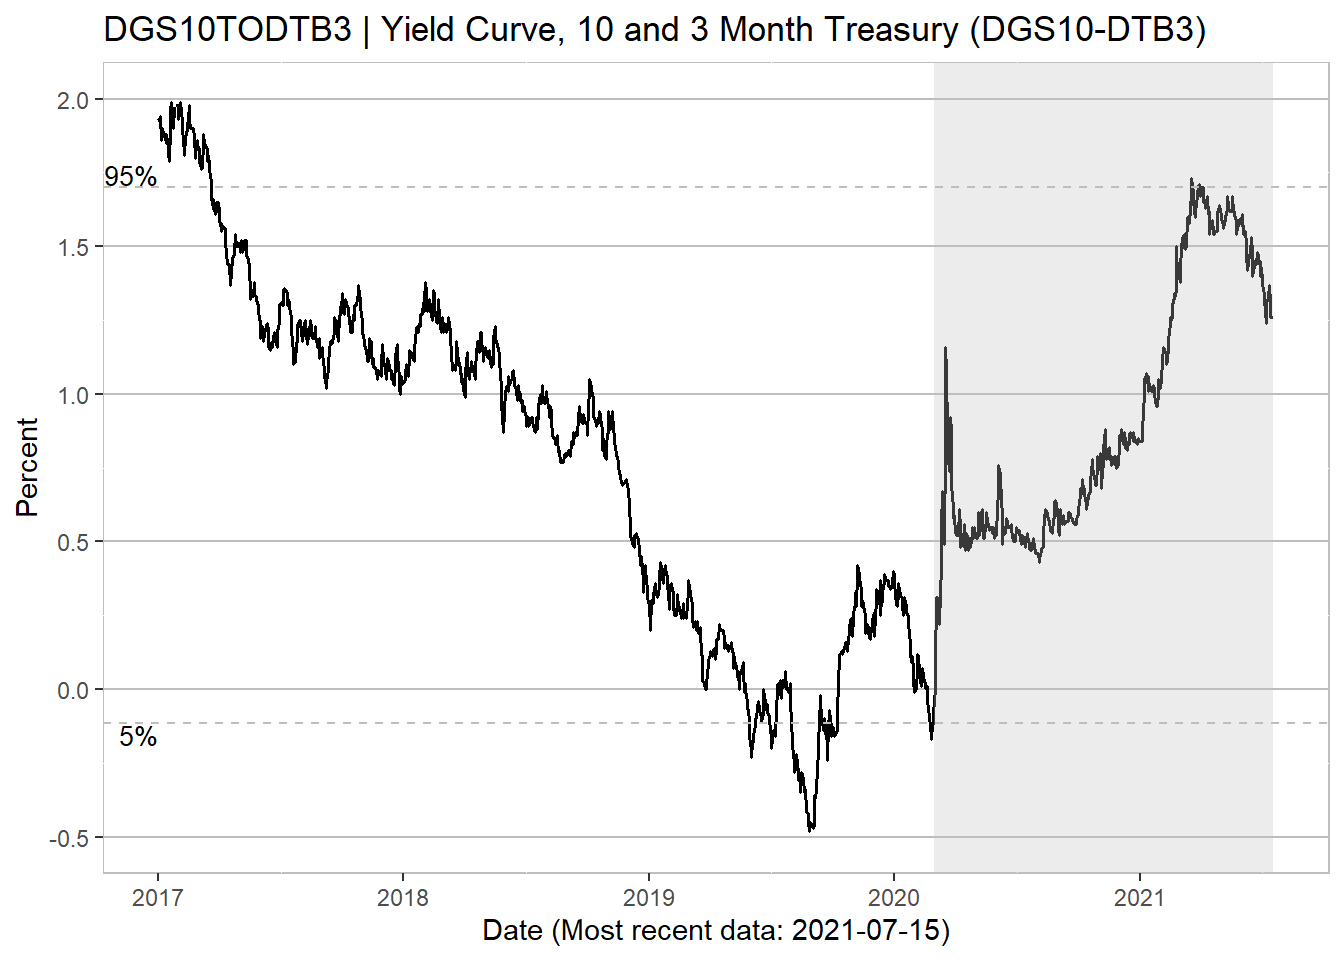 DGS10TODTB3 | Yield Curve, 10 and 3 Month Treasury (DGS10-DTB3)
2.0
95%
1.5
1.0
Percent
0.5
0.0
5%
-0.5
2017 2018 2019 2020 2021
Date (Most recent data: 2021-07-15)